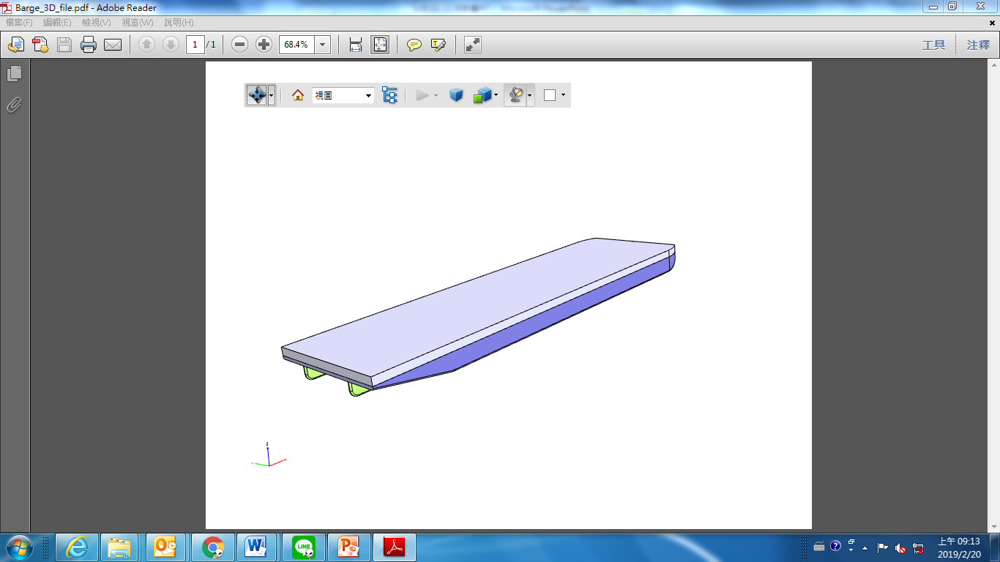 Barge_3D_file.pdf - Adobe Reader
檔案(F) 編輯(E) 檢視(V) 視窗(W) 說明(H)
1 / 1 68.4% 工具 注釋
視圖
LINE
上午 09:13
2019/2/20